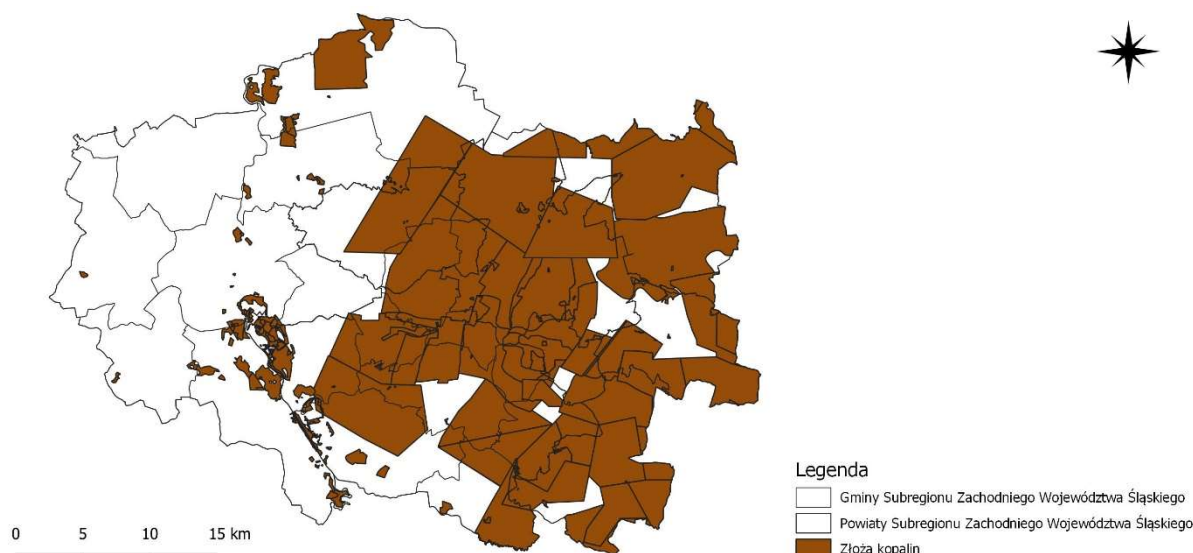 Legenda
Gminy Subregionu Zachodniego Województwa Śląskiego
Powiaty Subregionu Zachodniego Województwa Śląskiego
Złoża kopalin
0 5 10 15 km